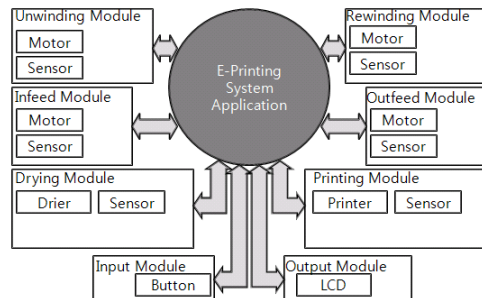 Unwinding Module
Motor
Sensor
Rewinding Module
Motor
Sensor
E-Printing
System
Application
Infeed Module
Motor
Sensor
Outfeed Module
Motor
Sensor
Drying Module
Drier
Sensor
Printing Module
Printer
Sensor
Input Module
Button
Output Module
LCD